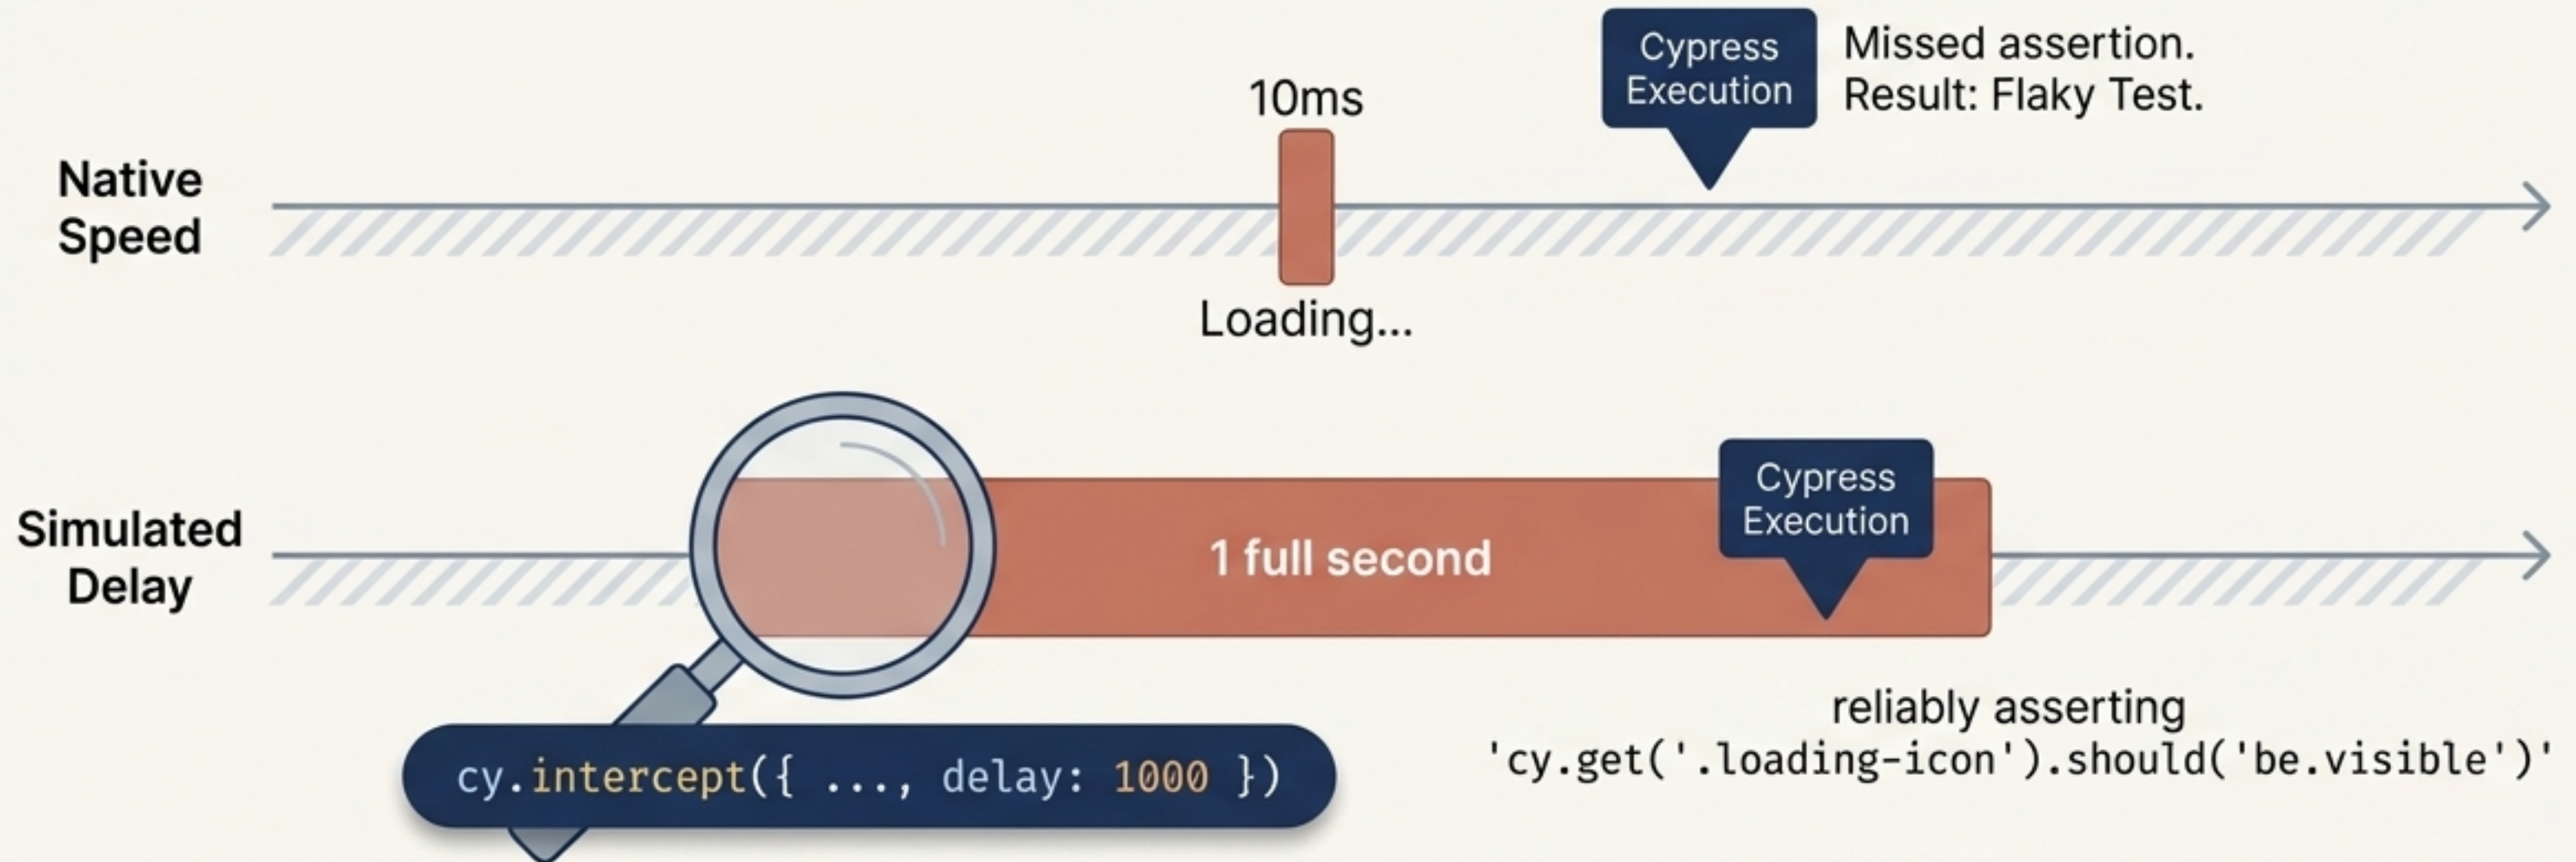 Cypress
Execution
Missed assertion.
Result: Flaky Test.
10ms
Native
Speed
Loading...
Simulated
Delay
1 full second
Cypress
Execution
reliably asserting
'cy.get('.loading-icon').should('be.visible')'
cy.intercept({ ..., delay: 1000 })